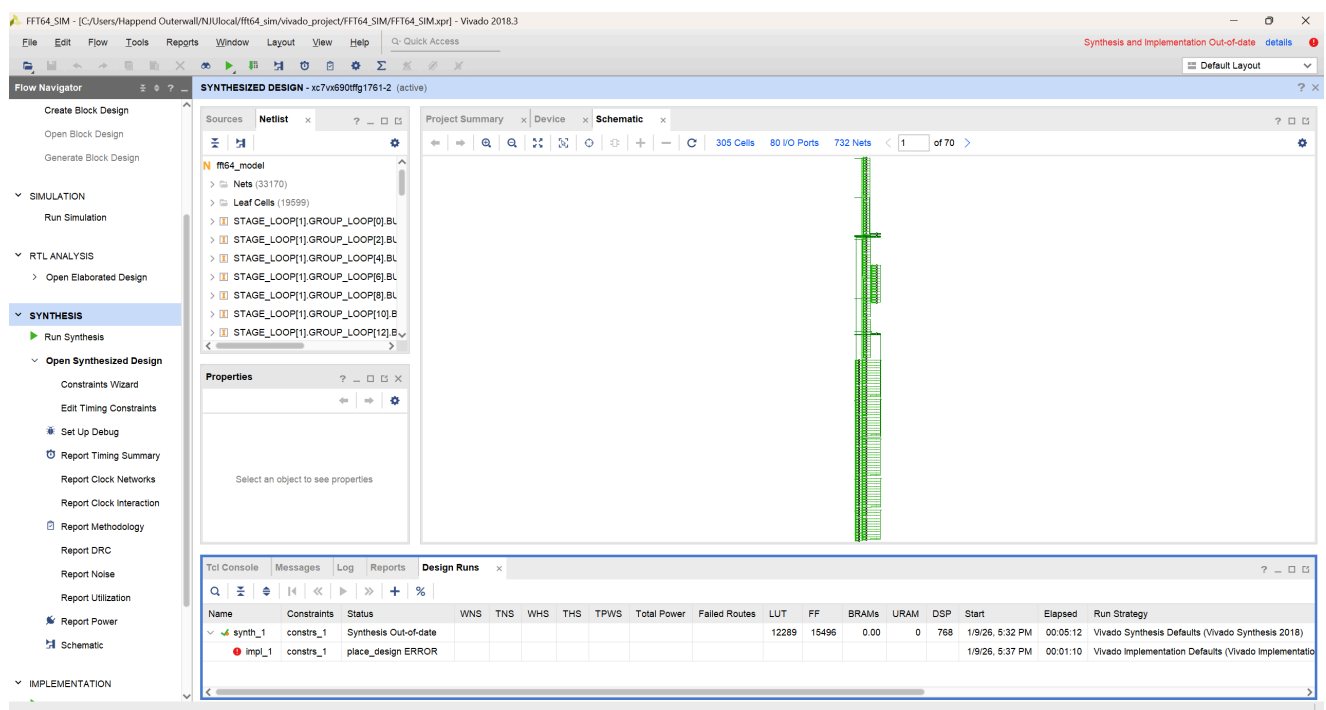 FFT64_SIM - [C:/Users/Happend Outerwall/NJUlocal/fft64_sim/vivado_project/FFT64_SIM/FFT64_SIM.xpr] - Vivado 2018.3
File Edit Flow Tools Reports Window Layout View Help Q- Quick Access
Synthesis and Implementation Out-of-date details
Default Layout
Flow Navigator
SYNTHESIZED DESIGN - xc7vx690tffg1761-2 (active)
Create Block Design
Open Block Design
Generate Block Design
SIMULATION
Run Simulation
RTL ANALYSIS
Open Elaborated Design
SYNTHESIS
Run Synthesis
Open Synthesized Design
Constraints Wizard
Edit Timing Constraints
Set Up Debug
Report Timing Summary
Report Clock Networks
Report Clock Interaction
Report Methodology
Report DRC
Report Noise
Report Utilization
Report Power
Schematic
IMPLEMENTATION
Sources Netlist
N fft64_model
Nets (33170)
Leaf Cells (19599)
STAGE_LOOP[1].GROUP_LOOP[0].BU
STAGE_LOOP[1].GROUP_LOOP[2].BU
STAGE_LOOP[1].GROUP_LOOP[4].BU
STAGE_LOOP[1].GROUP_LOOP[6].BU
STAGE_LOOP[1].GROUP_LOOP[8].BU
STAGE_LOOP[1].GROUP_LOOP[10].B
STAGE_LOOP[1].GROUP_LOOP[12].B
Properties
Select an object to see properties
Project Summary Device Schematic
305 Cells 80 I/O Ports 732 Nets 1 of 70
Tcl Console Messages Log Reports Design Runs
Name Constraints Status WNS TNS WHS THS TPWS Total Power Failed Routes LUT FF BRAMs URAM DSP Start Elapsed Run Strategy
synth_1 constrs_1 Synthesis Out-of-date 12289 15496 0.00 0 768 1/9/26, 5:32 PM 00:05:12 Vivado Synthesis Defaults (Vivado Synthesis 2018)
impl_1 constrs_1 place_design ERROR 1/9/26, 5:37 PM 00:01:10 Vivado Implementation Defaults (Vivado Implementatio